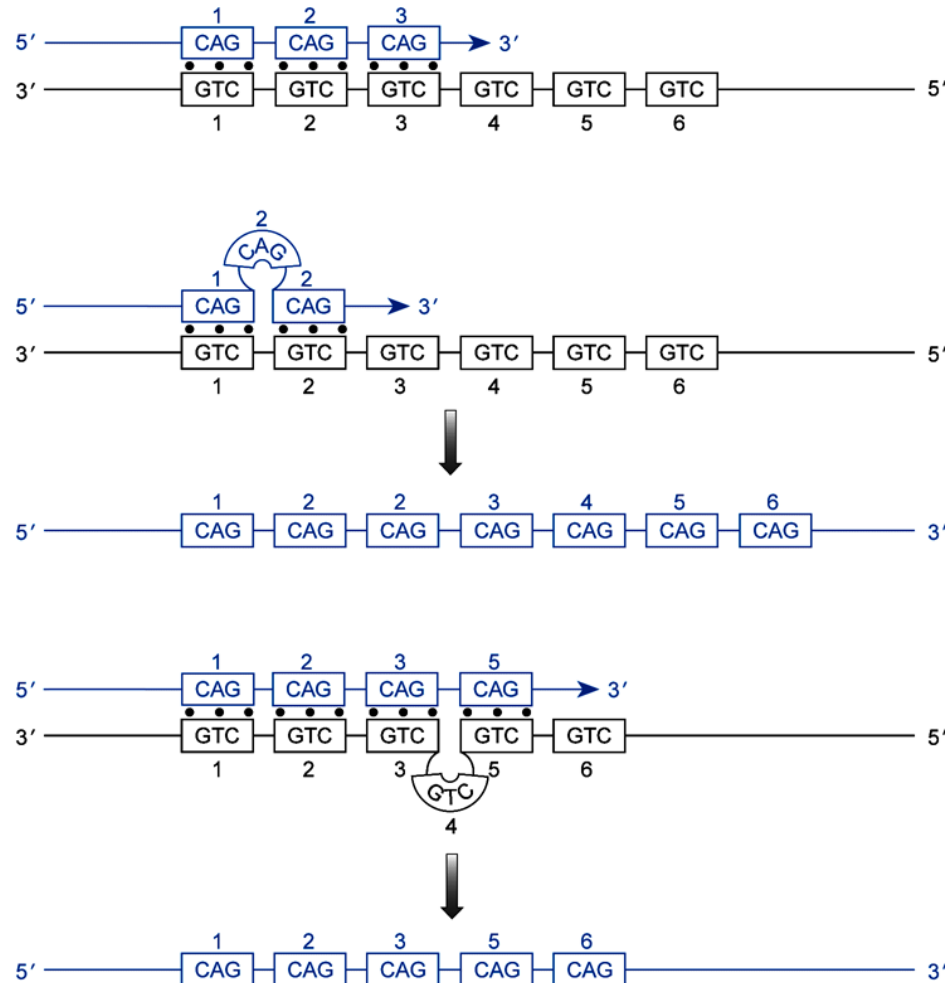 1 2 3
5′ CAG CAG CAG 3′
3′ GTC GTC GTC GTC GTC GTC 5′
1 2 3 4 5 6
2
CAG
1 2
5′ CAG CAG 3′
3′ GTC GTC GTC GTC GTC GTC 5′
1 2 3 4 5 6
1 2 2 3 4 5 6
5′ CAG CAG CAG CAG CAG CAG CAG 3′
1 2 3 5
5′ CAG CAG CAG CAG 3′
3′ GTC GTC GTC GTC GTC 5′
1 2 3 5 6
GTC
4
1 2 3 5 6
5′ CAG CAG CAG CAG CAG 3′